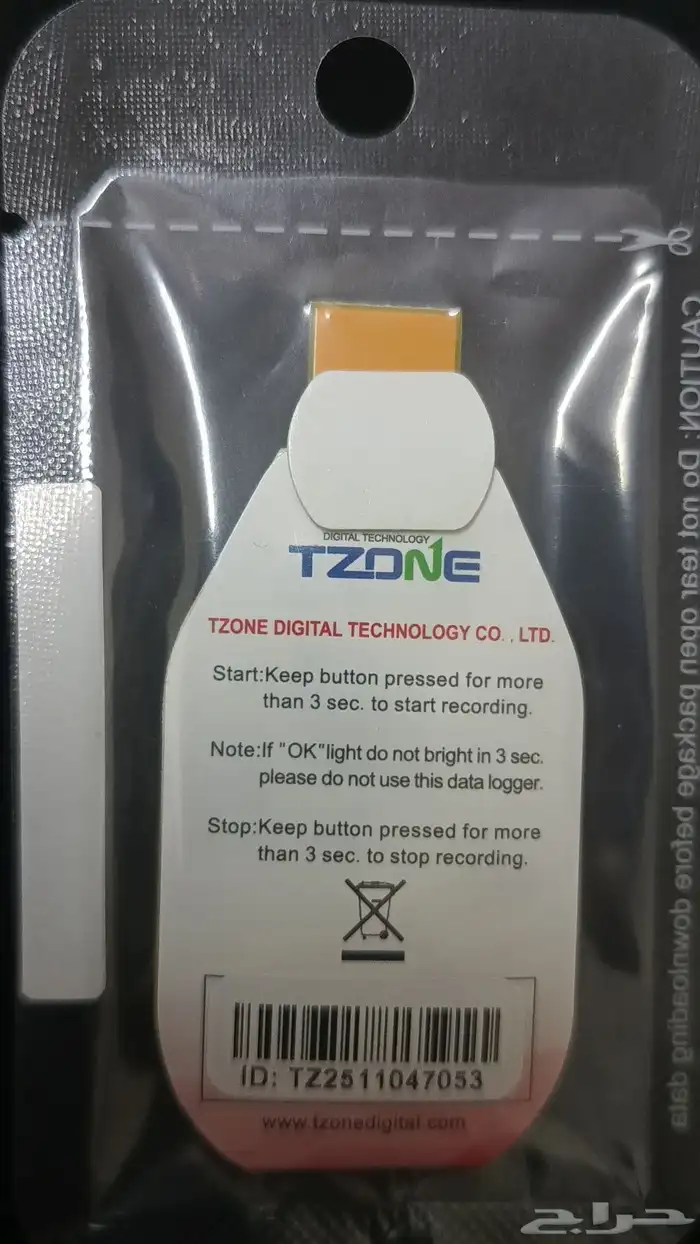 DIGITAL TECHNOLOGY
TZONE
TZONE DIGITAL TECHNOLOGY CO. , LTD.
Start:Keep button pressed for more
than 3 sec. to start recording.
Note:If "OK"light do not bright in 3 sec.
please do not use this data logger.
Stop:Keep button pressed for more
than 3 sec. to stop recording.
ID: TZ2511047053
www.tzonedigital.com
CAUTION: Do not tear open package before downloading data
حراج